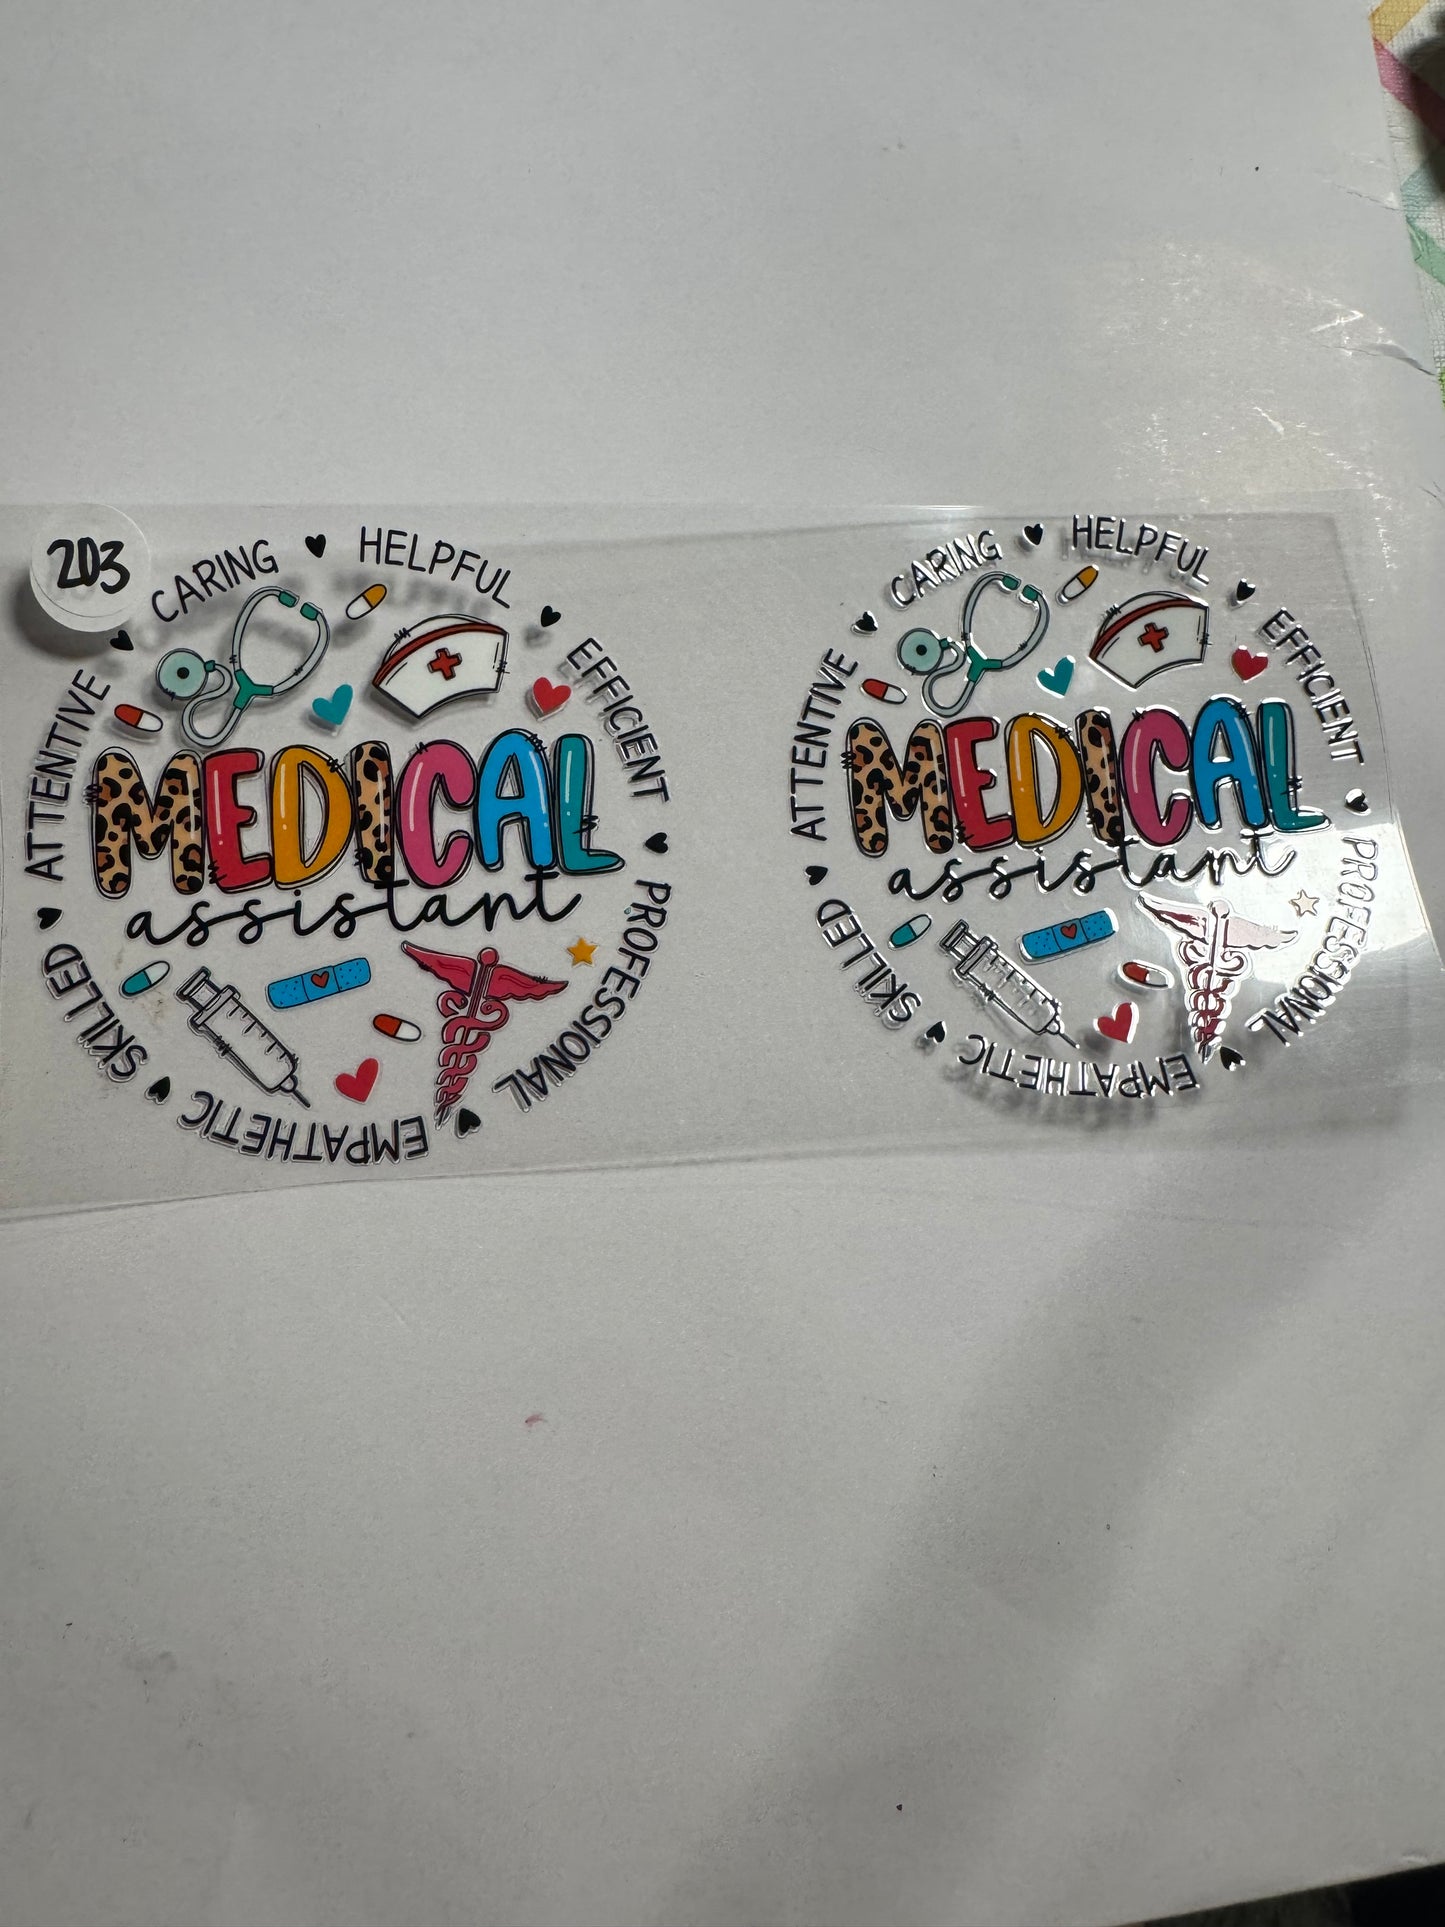 203
CARING HELPFUL EFFICIENT PROFESSIONAL EMPATHETIC SKILLED ATTENTIVE
MEDICAL
assistant
CARING HELPFUL EFFICIENT PROFESSIONAL EMPATHETIC SKILLED ATTENTIVE
MEDICAL
assistant